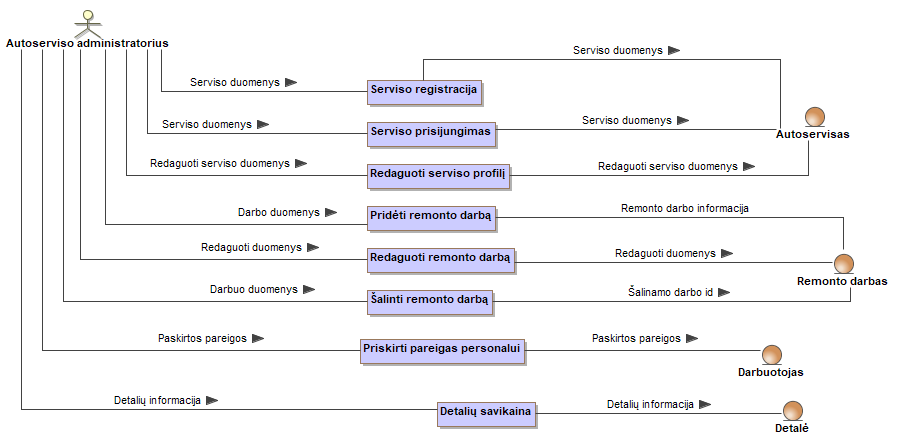 Autoserviso administratorius
Serviso duomenys
Serviso duomenys
Serviso registracija
Serviso duomenys
Serviso prisijungimas
Serviso duomenys
Autoservisas
Redaguoti serviso duomenys
Redaguoti serviso profilį
Redaguoti serviso duomenys
Darbo duomenys
Pridėti remonto darbą
Remonto darbo informacija
Redaguoti duomenys
Redaguoti remonto darbą
Redaguoti duomenys
Remonto darbas
Darbuo duomenys
Šalinti remonto darbą
Šalinamo darbo id
Paskirtos pareigos
Priskirti pareigas personalui
Paskirtos pareigos
Darbuotojas
Detalių informacija
Detalių savikaina
Detalių informacija
Detalė